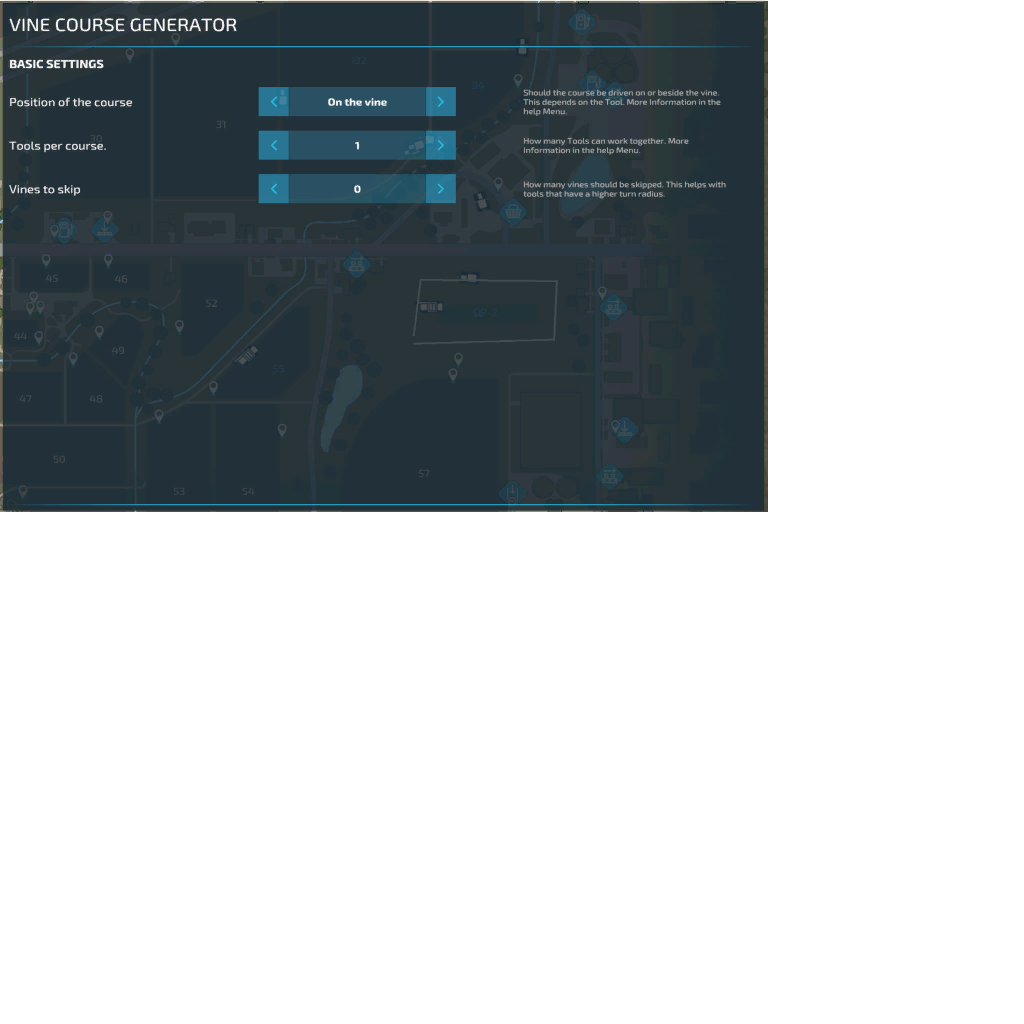 VINE COURSE GENERATOR
BASIC SETTINGS
Position of the course
On the vine
Should the course be driven on or beside the vine.
This depends on the Tool. More Information in the
help Menu.
Tools per course.
1
How many Tools can work together. More
Information in the help Menu.
Vines to skip
0
How many vines should be skipped. This helps with
tools that have a higher turn radius.
32
34
31
30
45
46
52
44
49
55
47
48
50
53
54
57